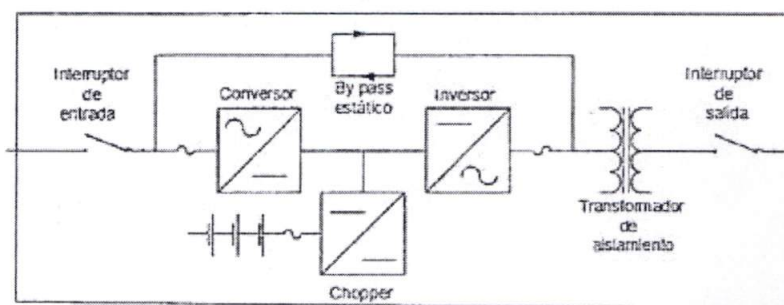 Interruptor
de
entrada
Conversor
By pass
estático
Inversor
Interruptor
de
salida
Transformador
de
aislamiento
Chopper